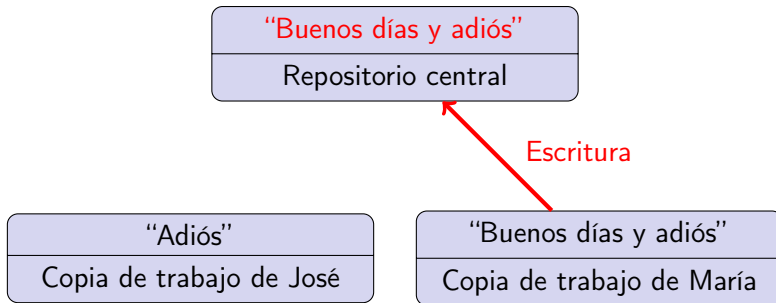 “Buenos días y adiós”
Repositorio central
Escritura
“Adiós”
Copia de trabajo de José
“Buenos días y adiós”
Copia de trabajo de María